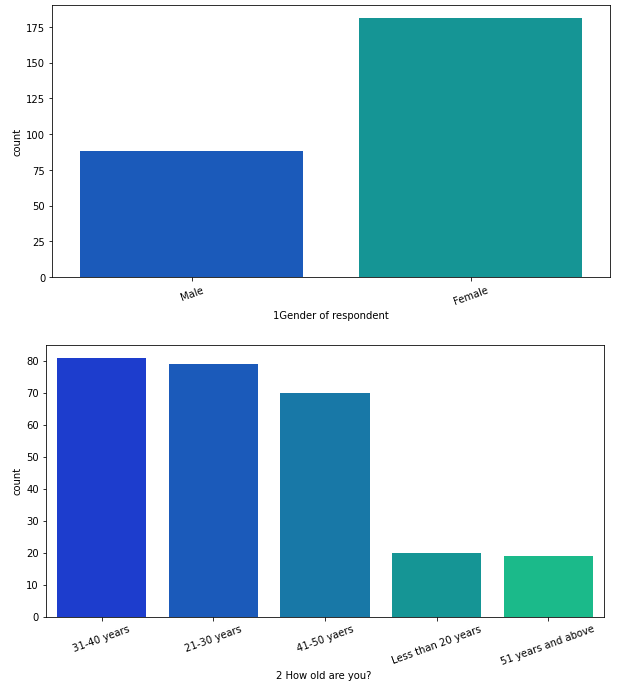 175
150
125
100
75
50
25
0
count
Male
Female
1Gender of respondent
80
70
60
50
40
30
20
10
0
count
31-40 years
21-30 years
41-50 yaers
Less than 20 years
51 years and above
2 How old are you?